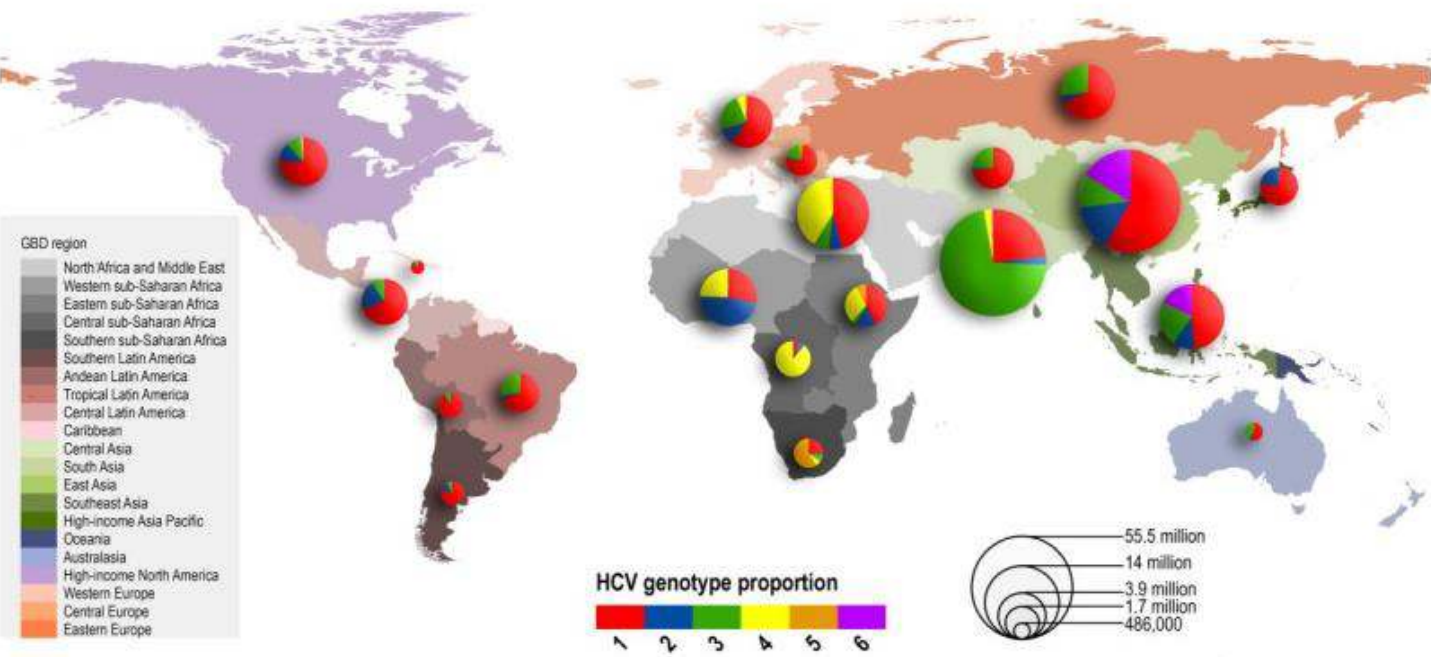 GBD region
North Africa and Middle East
Western sub-Saharan Africa
Eastern sub-Saharan Africa
Central sub-Saharan Africa
Southern sub-Saharan Africa
Southern Latin America
Andean Latin America
Tropical Latin America
Central Latin America
Caribbean
Central Asia
South Asia
East Asia
Southeast Asia
High-income Asia Pacific
Oceania
Australasia
High-income North America
Western Europe
Central Europe
Eastern Europe
HCV genotype proportion
1 2 3 4 5 6
55.5 million
14 million
3.9 million
1.7 million
486,000